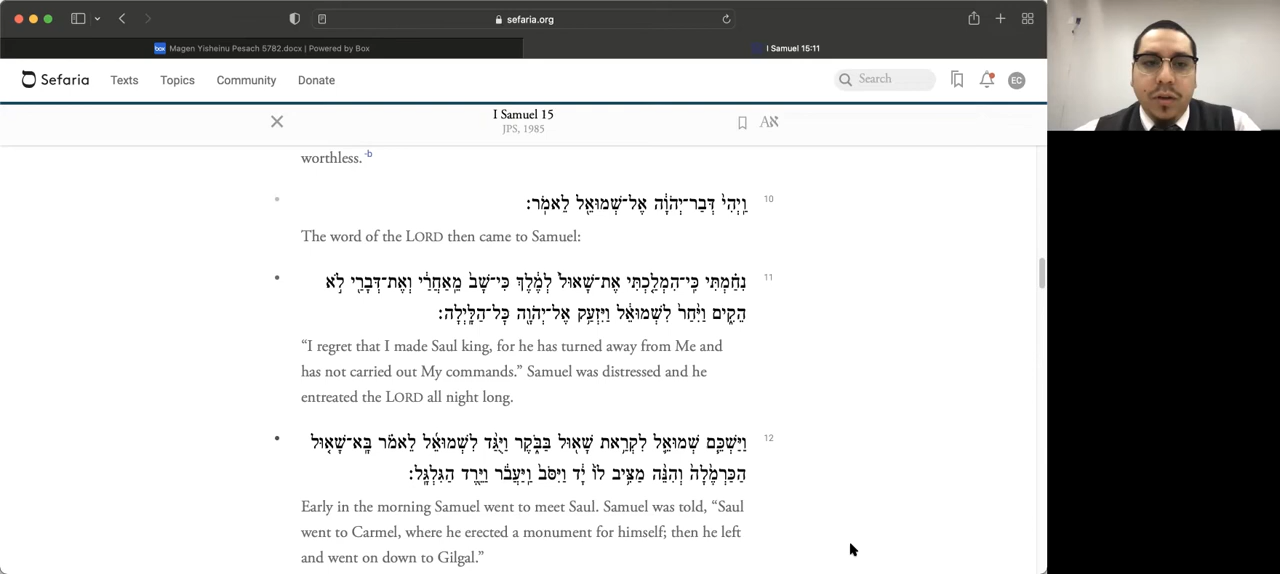 sefaria.org
Magen Yisheinu Pesach 5782.docx | Powered by Box
I Samuel 15:11
Sefaria Texts Topics Community Donate Search EC
I Samuel 15
JPS, 1985
worthless. -b
10 וַֽיְהִי֙ דְּבַר־יְהֹוָ֔ה אֶל־שְׁמוּאֵ֖ל לֵאמֹֽר׃
The word of the LORD then came to Samuel:
11 נִחַ֗מְתִּי כִּֽי־הִמְלַ֤כְתִּי אֶת־שָׁאוּל֙ לְמֶ֔לֶךְ כִּי־שָׁב֙ מֵאַֽחֲרַ֔י וְאֶת־דְּבָרַ֖י לֹ֣א
הֵקִ֑ים וַיִּ֙חַר֙ לִשְׁמוּאֵ֔ל וַיִּזְעַ֥ק אֶל־יְהֹוָ֖ה כׇּל־הַלָּֽיְלָה׃
“I regret that I made Saul king, for he has turned away from Me and
has not carried out My commands.” Samuel was distressed and he
entreated the LORD all night long.
12 וַיַּשְׁכֵּ֧ם שְׁמוּאֵ֛ל לִקְרַ֥את שָׁא֖וּל בַּבֹּ֑קֶר וַיֻּגַּ֨ד לִשְׁמוּאֵ֜ל לֵאמֹ֗ר בָּֽא־שָׁא֤וּל
הַכַּרְמֶ֙לָה֙ וְהִנֵּ֨ה מַצִּ֥יב לוֹ֙ יָ֔ד וַיִּסֹּב֙ וַֽיַּעֲבֹ֔ר וַיֵּ֖רֶד הַגִּלְגָּֽל׃
Early in the morning Samuel went to meet Saul. Samuel was told, “Saul
went to Carmel, where he erected a monument for himself; then he left
and went on down to Gilgal.”